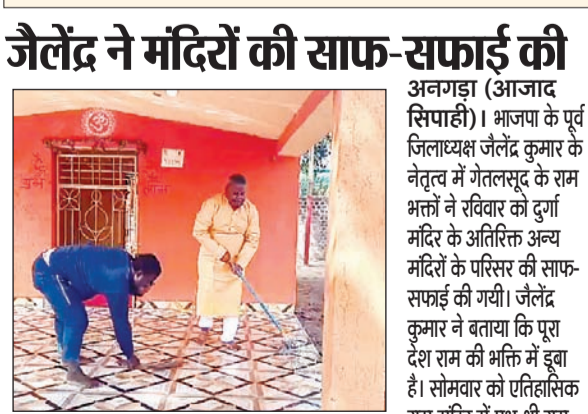 जैलेंद्र ने मंदिरों की साफ-सफाई की
अनगड़ा (आजाद
सिपाही)। भाजपा के पूर्व
जिलाध्यक्ष जैलेंद्र कुमार के
नेतृत्व में गेतलसूद के राम
भक्तों ने रविवार को दुर्गा
मंदिर के अतिरिक्त अन्य
मंदिरों के परिसर की साफ-
सफाई की गयी। जैलेंद्र
कुमार ने बताया कि पूरा
देश राम की भक्ति में डूबा
है। सोमवार को एतिहासिक
ॐ